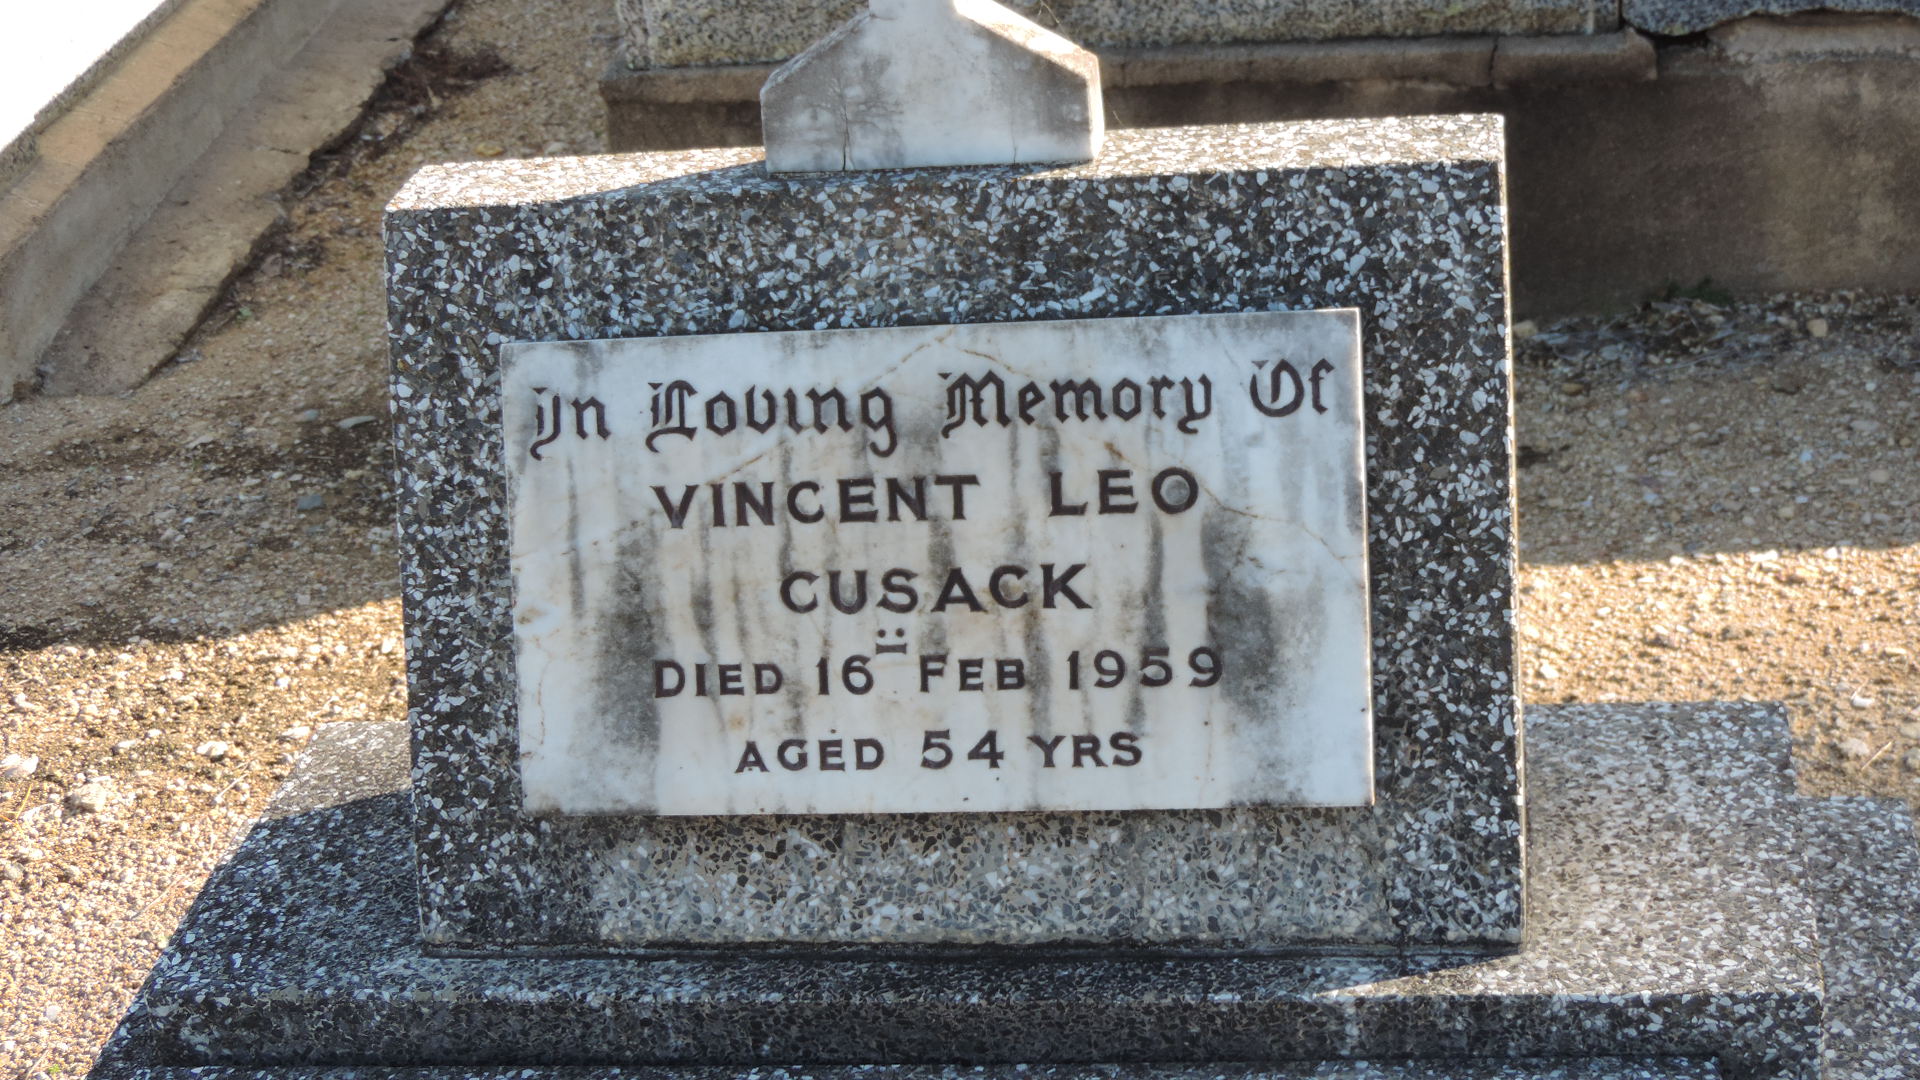 In Loving Memory Of
VINCENT LEO
CUSACK
DIED 16TH FEB 1959
AGED 54 YRS